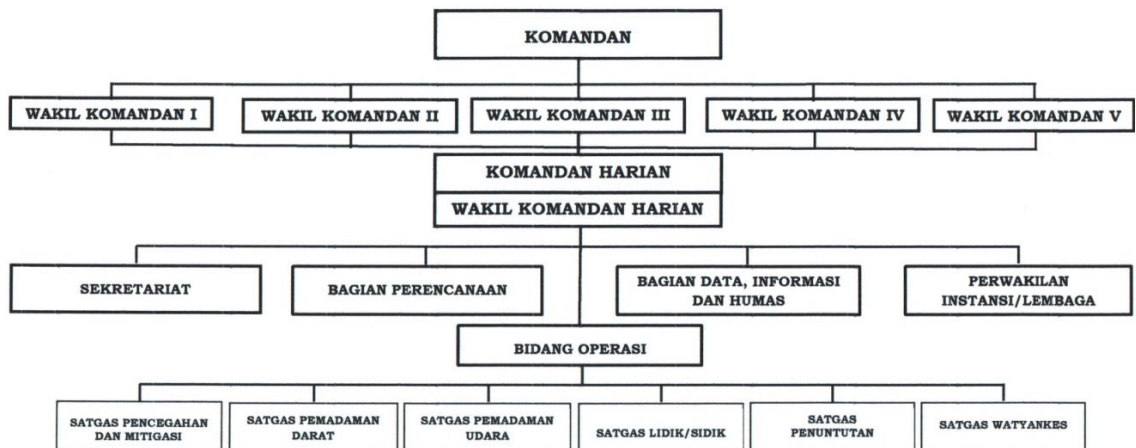 KOMANDAN
WAKIL KOMANDAN I
WAKIL KOMANDAN II
WAKIL KOMANDAN III
WAKIL KOMANDAN IV
WAKIL KOMANDAN V
KOMANDAN HARIAN
WAKIL KOMANDAN HARIAN
SEKRETARIAT
BAGIAN PERENCANAAN
BAGIAN DATA, INFORMASI
DAN HUMAS
PERWAKILAN
INSTANSI/LEMBAGA
BIDANG OPERASI
SATGAS PENCEGAHAN
DAN MITIGASI
SATGAS PEMADAMAN
DARAT
SATGAS PEMADAMAN
UDARA
SATGAS LIDIK/SIDIK
SATGAS
PENUNTUTAN
SATGAS WATYANKES